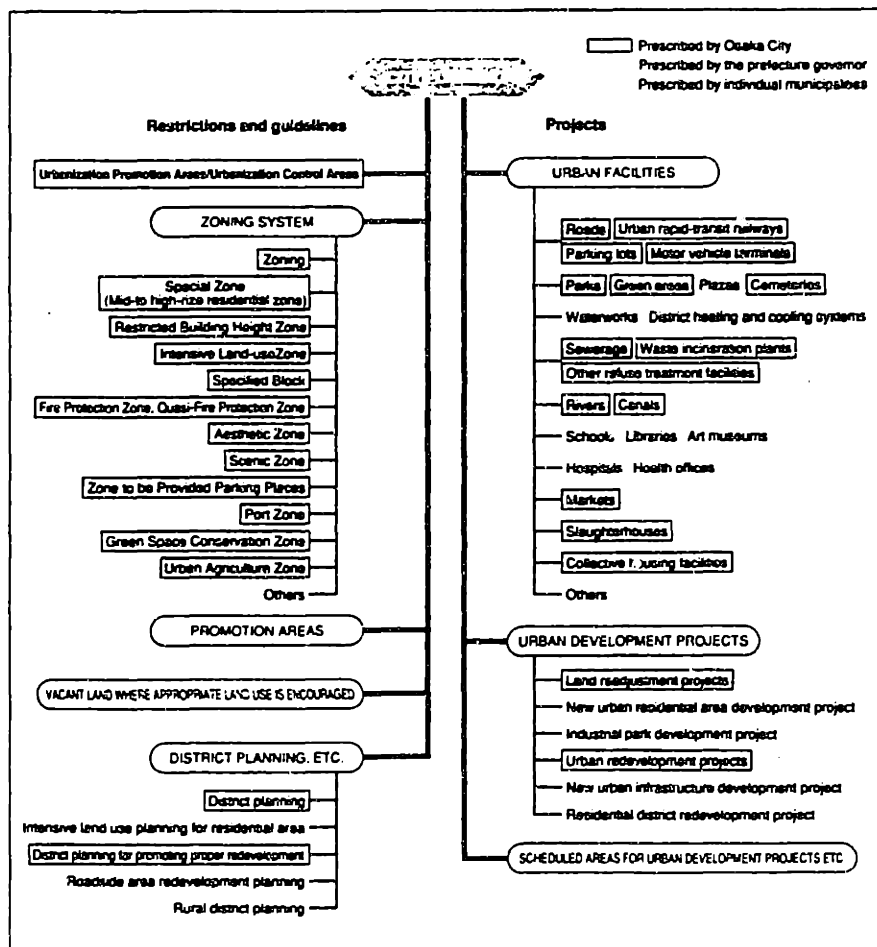 Prescribed by Osaka City
Prescribed by the prefecture governor
Prescribed by individual municipalities
Restrictions and guidelines
Urbanization Promotion Areas/Urbanization Control Areas
ZONING SYSTEM
Zoning
Special Zone
(Mid-to high-rize residential zone)
Restricted Building Height Zone
Intensive Land-useZone
Specified Block
Fire Protection Zone, Quasi-Fire Protection Zone
Aesthetic Zone
Scenic Zone
Zone to be Provided Parking Places
Port Zone
Green Space Conservation Zone
Urban Agriculture Zone
Others
PROMOTION AREAS
VACANT LAND WHERE APPROPRIATE LAND USE IS ENCOURAGED
DISTRICT PLANNING, ETC.
District planning
Intensive land use planning for residential area
District planning for promoting proper redevelopment
Roadside area redevelopment planning
Rural district planning
Projects
URBAN FACILITIES
Roads Urban rapid-transit railways
Parking lots Motor vehicle terminals
Parks Green areas Plazas Cemeteries
Waterworks District heating and cooling systems
Sewerage Waste incineration plants
Other refuse treatment facilities
Rivers Canals
Schools Libraries Art museums
Hospitals Health offices
Markets
Slaughterhouses
Collective housing facilities
Others
URBAN DEVELOPMENT PROJECTS
Land readjustment projects
New urban residential area development project
Industrial park development project
Urban redevelopment projects
New urban infrastructure development project
Residential district redevelopment project
SCHEDULED AREAS FOR URBAN DEVELOPMENT PROJECTS ETC